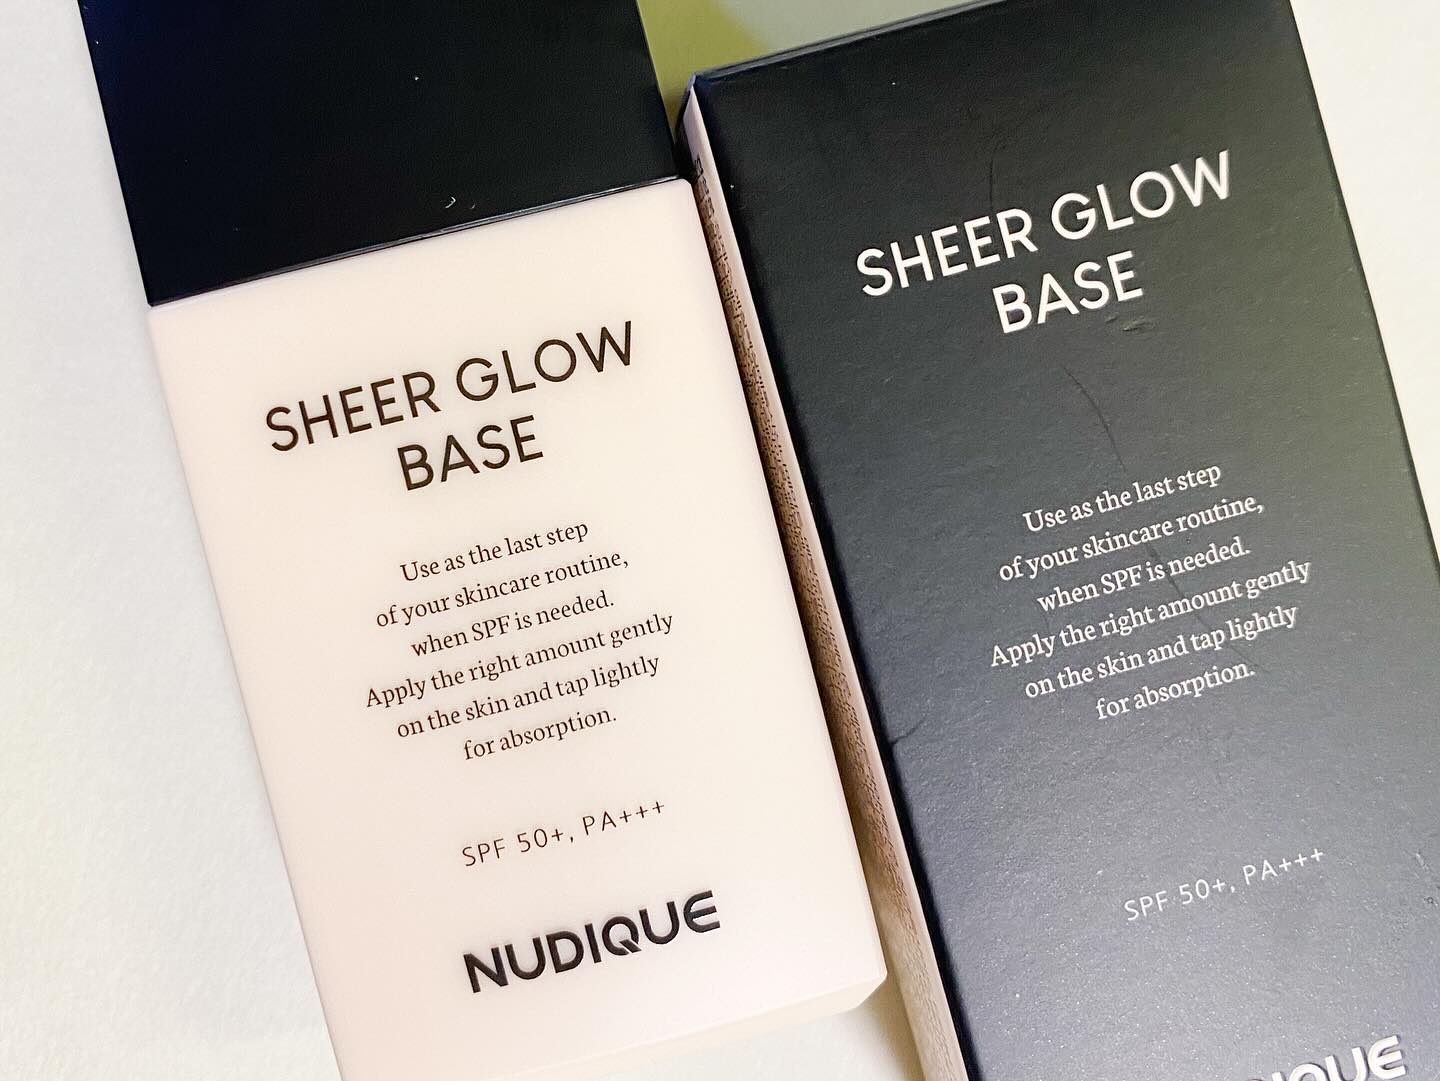 SHEER GLOW
BASE
Use as the last step
of your skincare routine,
when SPF is needed.
Apply the right amount gently
on the skin and tap lightly
for absorption.
SPF 50+, PA+++
NUDIQUE
SHEER GLOW
BASE
Use as the last step
of your skincare routine,
when SPF is needed.
Apply the right amount gently
on the skin and tap lightly
for absorption.
SPF 50+, PA+++